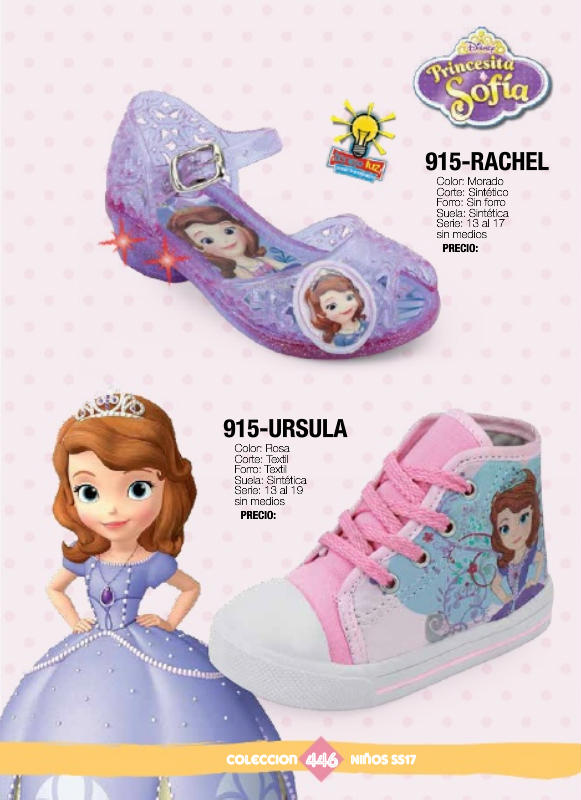 Disney
Princesita
Sofía
915-RACHEL
Color: Morado
Corte: Sintético
Forro: Sin forro
Suela: Sintética
Serie: 13 al 17
sin medios
PRECIO:
915-URSULA
Color: Rosa
Corte: Textil
Forro: Textil
Suela: Sintética
Serie: 13 al 19
sin medios
PRECIO:
COLECCION 446 NIÑOS SS17